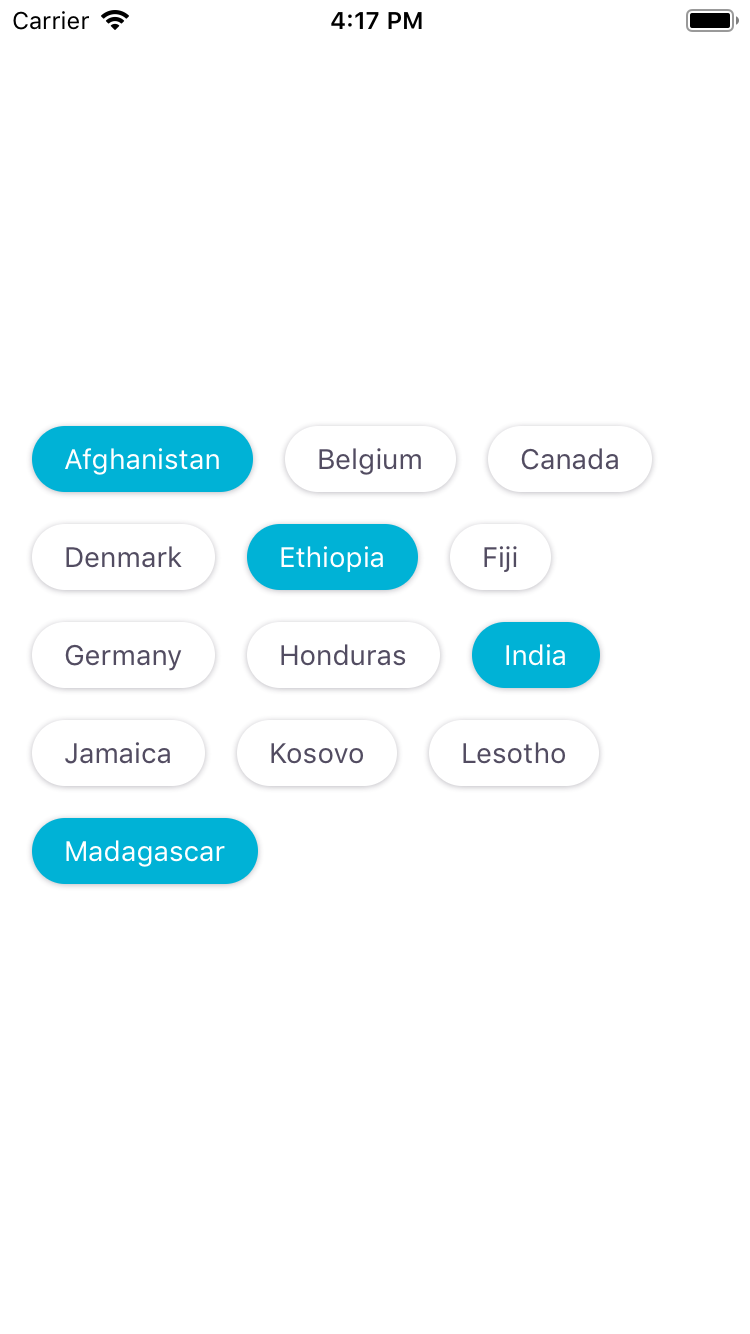 Carrier 4:17 PM
Afghanistan Belgium Canada
Denmark Ethiopia Fiji
Germany Honduras India
Jamaica Kosovo Lesotho
Madagascar